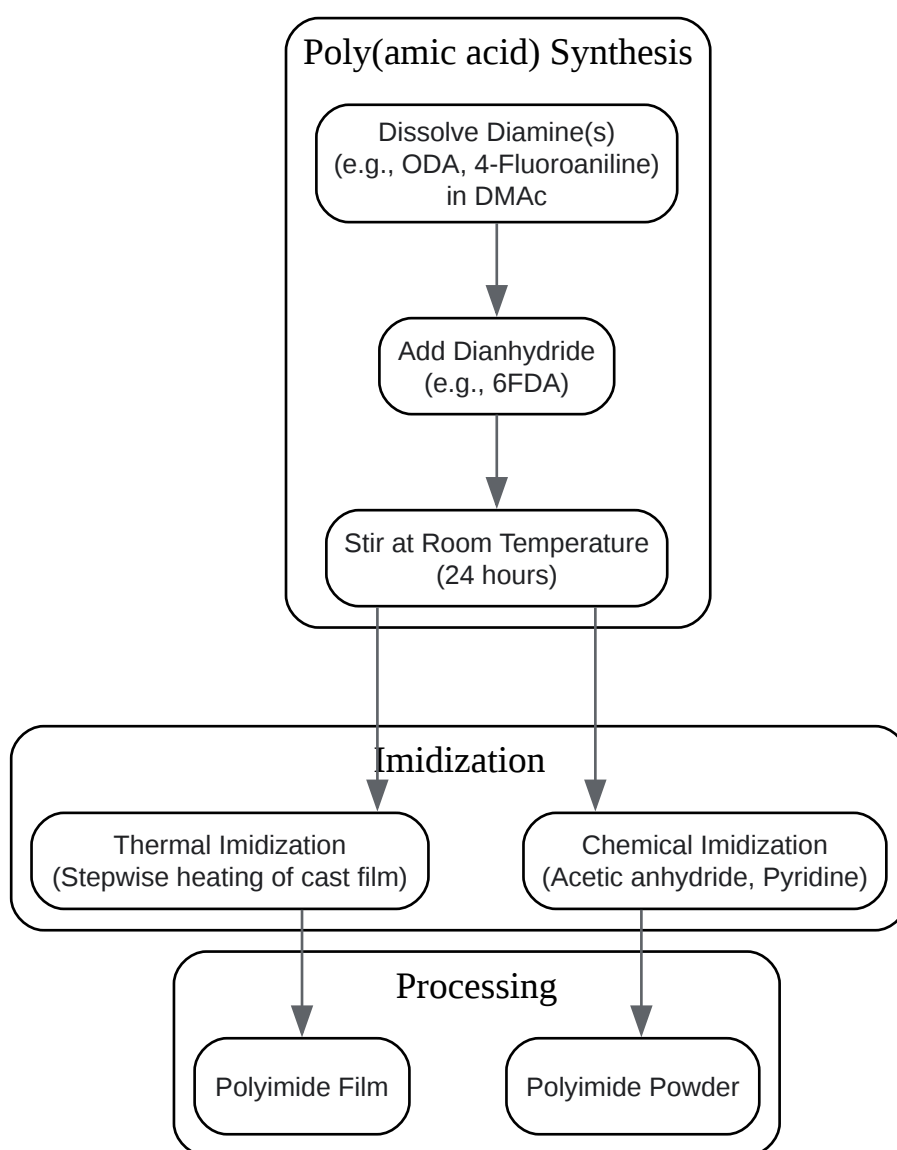 Poly(amic acid) Synthesis
Dissolve Diamine(s)
(e.g., ODA, 4-Fluoroaniline)
in DMAc
Add Dianhydride
(e.g., 6FDA)
Stir at Room Temperature
(24 hours)
Imidization
Thermal Imidization
(Stepwise heating of cast film)
Chemical Imidization
(Acetic anhydride, Pyridine)
Processing
Polyimide Film
Polyimide Powder